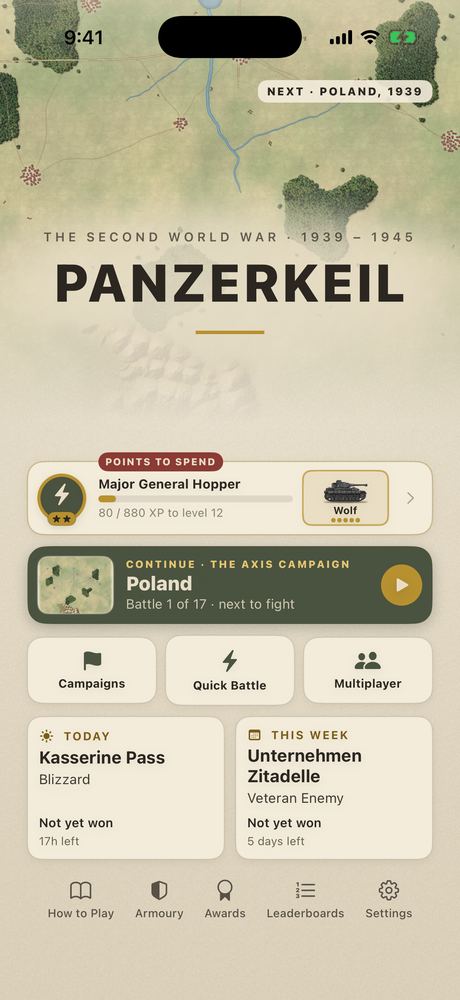 9:41
NEXT · POLAND, 1939
THE SECOND WORLD WAR · 1939 – 1945
PANZERKEIL
POINTS TO SPEND
Major General Hopper
80 / 880 XP to level 12
Wolf
CONTINUE · THE AXIS CAMPAIGN
Poland
Battle 1 of 17 · next to fight
Campaigns
Quick Battle
Multiplayer
TODAY
Kasserine Pass
Blizzard
Not yet won
17h left
THIS WEEK
Unternehmen
Zitadelle
Veteran Enemy
Not yet won
5 days left
How to Play
Armoury
Awards
Leaderboards
Settings